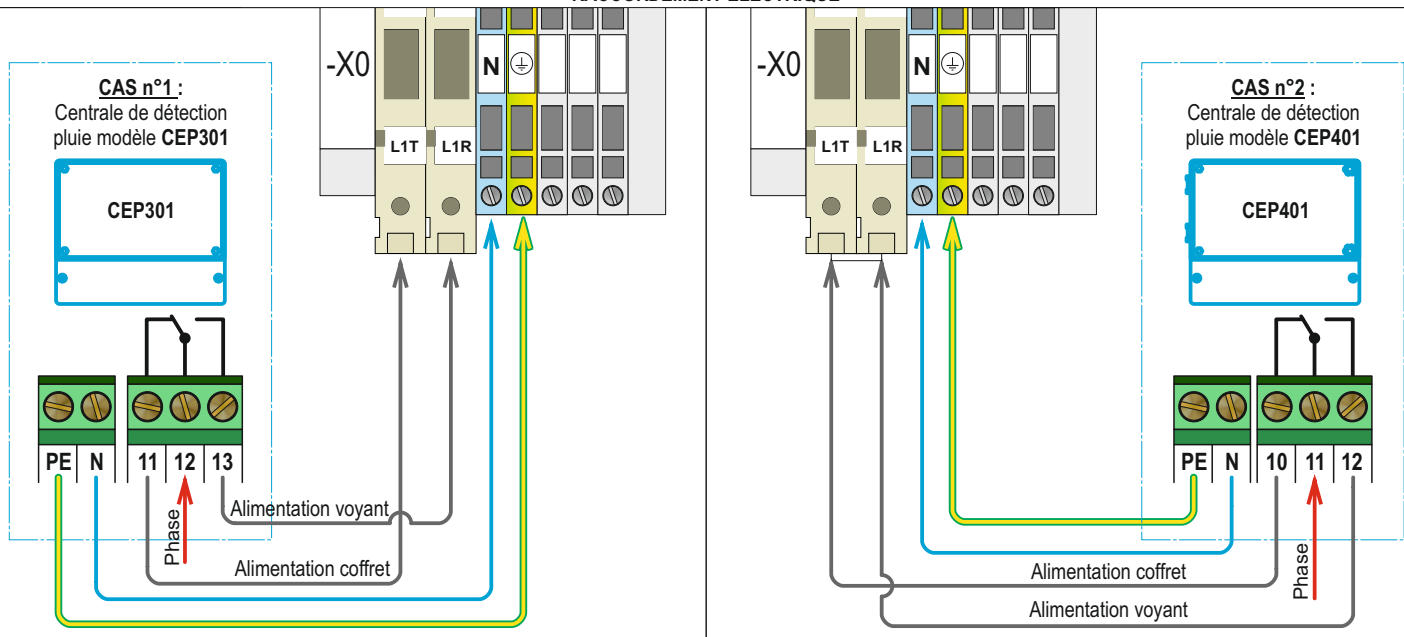 RACCORDEMENT ELECTRIQUE
CAS n°1 :
Centrale de détection
pluie modèle CEP301
CEP301
PE N 11 12 13
Phase
Alimentation voyant
Alimentation coffret
-X0
L1T L1R N
CAS n°2 :
Centrale de détection
pluie modèle CEP401
CEP401
PE N 10 11 12
Phase
Alimentation coffret
Alimentation voyant
-X0
L1T L1R N